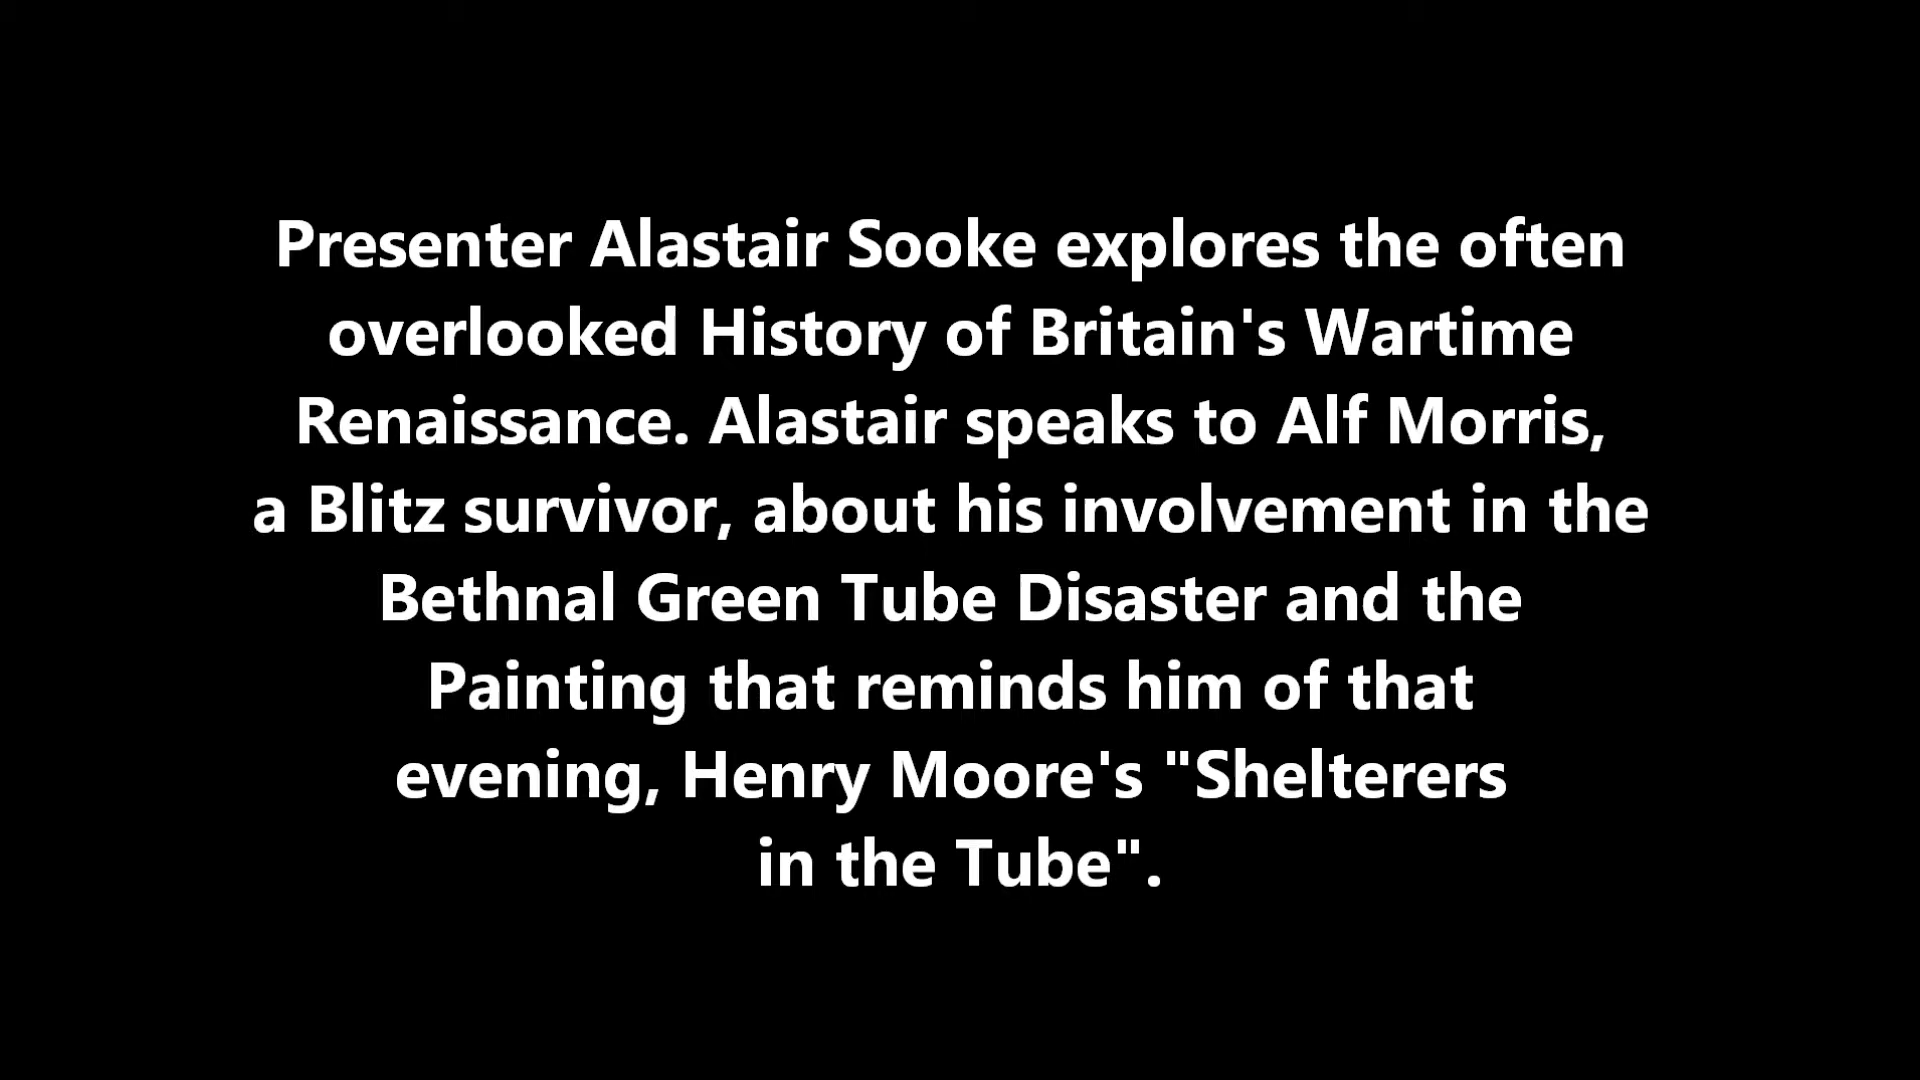 Presenter Alastair Sooke explores the often
overlooked History of Britain's Wartime
Renaissance. Alastair speaks to Alf Morris,
a Blitz survivor, about his involvement in the
Bethnal Green Tube Disaster and the
Painting that reminds him of that
evening, Henry Moore's "Shelterers
in the Tube".